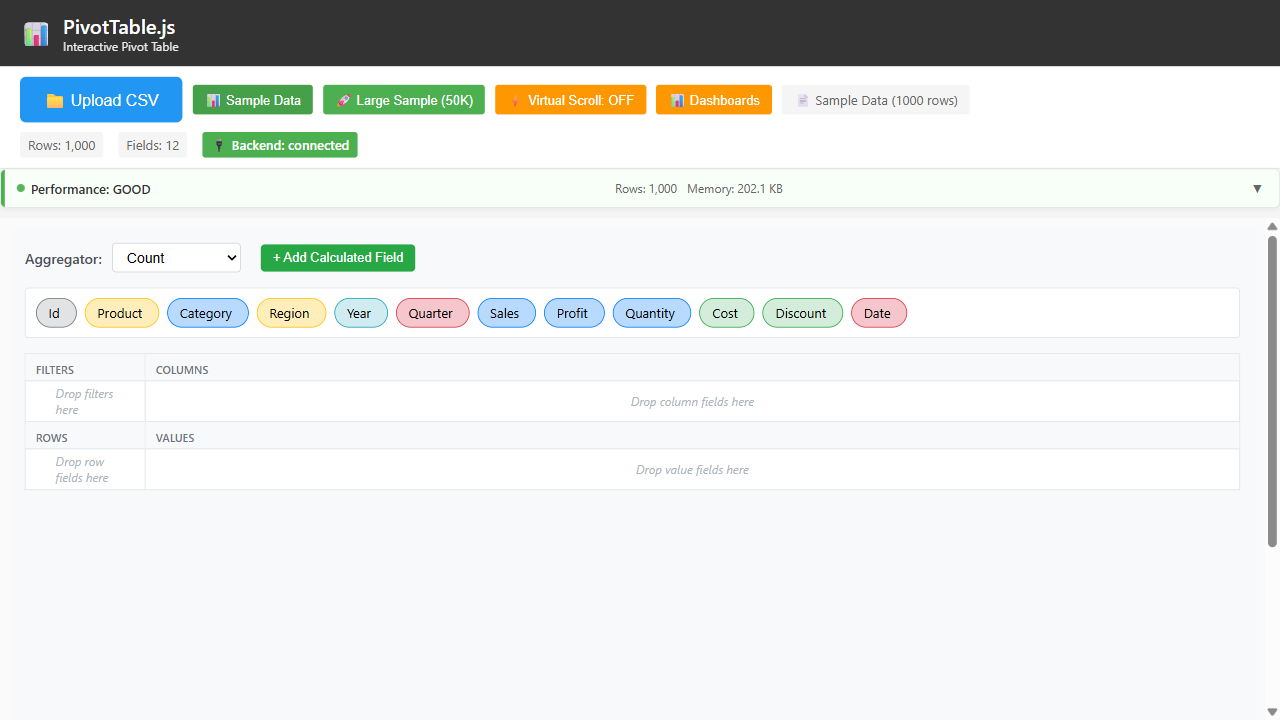 PivotTable.js
Interactive Pivot Table
Upload CSV
Sample Data
Large Sample (50K)
Virtual Scroll: OFF
Dashboards
Sample Data (1000 rows)
Rows: 1,000
Fields: 12
Backend: connected
Performance: GOOD
Rows: 1,000
Memory: 202.1 KB
Aggregator:
Count
+ Add Calculated Field
Id
Product
Category
Region
Year
Quarter
Sales
Profit
Quantity
Cost
Discount
Date
FILTERS
COLUMNS
Drop filters
here
Drop column fields here
ROWS
VALUES
Drop row
fields here
Drop value fields here